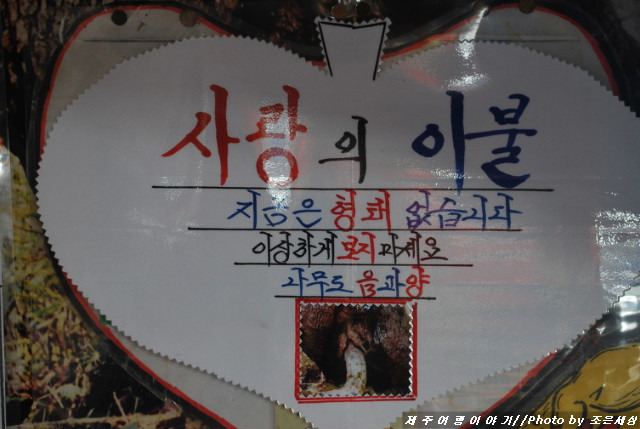 사랑의 이불
지금은 형태 없습니다
이상하게 보지 마세요
나무도 음과 양
제주여행이야기//Photo by 조은세상